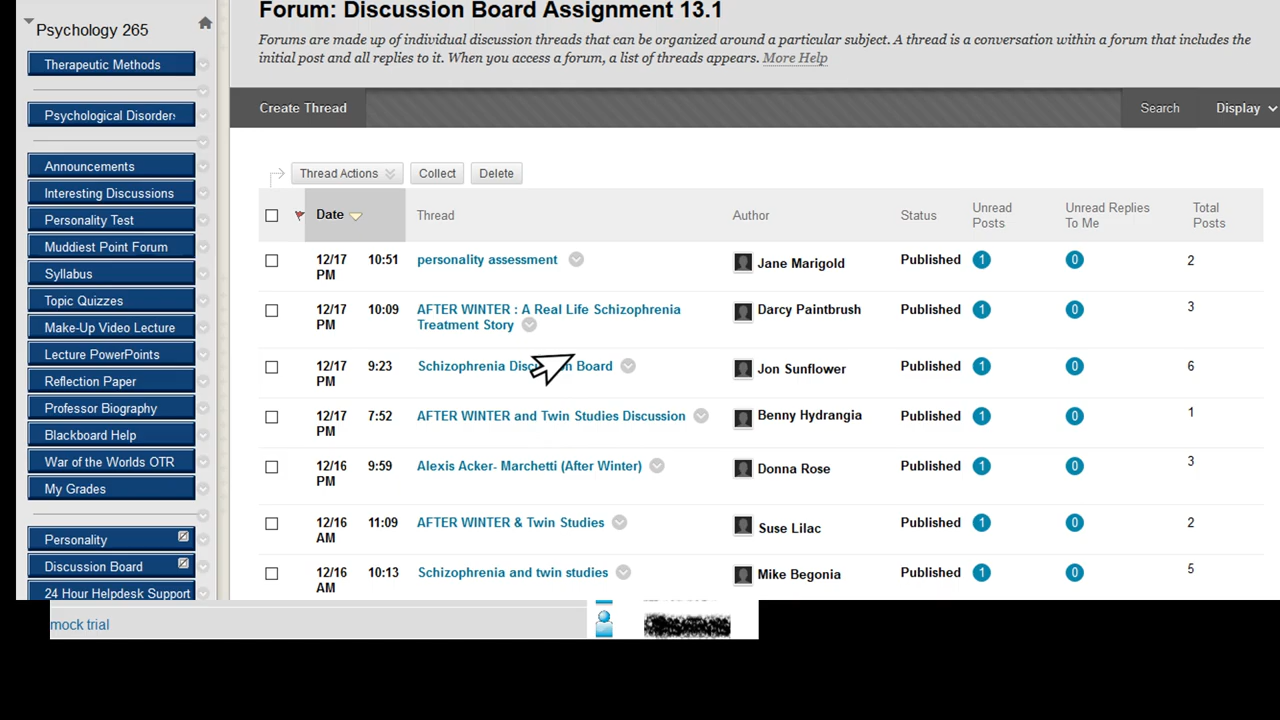 Psychology 265
Therapeutic Methods
Psychological Disorder
Announcements
Interesting Discussions
Personality Test
Muddiest Point Forum
Syllabus
Topic Quizzes
Make-Up Video Lecture
Lecture PowerPoints
Reflection Paper
Professor Biography
Blackboard Help
War of the Worlds OTR
My Grades
Personality
Discussion Board
24 Hour Helpdesk Support
Forum: Discussion Board Assignment 13.1
Forums are made up of individual discussion threads that can be organized around a particular subject. A thread is a conversation within a forum that includes the
initial post and all replies to it. When you access a forum, a list of threads appears. More Help
Create Thread Search Display
Thread Actions Collect Delete
Date Thread Author Status Unread Posts Unread Replies To Me Total Posts
12/17 10:51 personality assessment Jane Marigold Published 1 0 2
PM
12/17 10:09 AFTER WINTER : A Real Life Schizophrenia Darcy Paintbrush Published 1 0 3
PM Treatment Story
12/17 9:23 Schizophrenia Board Jon Sunflower Published 1 0 6
PM
12/17 7:52 AFTER WINTER and Twin Studies Discussion Benny Hydrangia Published 1 0 1
PM
12/16 9:59 Alexis Acker- Marchetti (After Winter) Donna Rose Published 1 0 3
PM
12/16 11:09 AFTER WINTER & Twin Studies Suse Lilac Published 1 0 2
AM
12/16 10:13 Schizophrenia and twin studies Mike Begonia Published 1 0 5
AM
mock trial